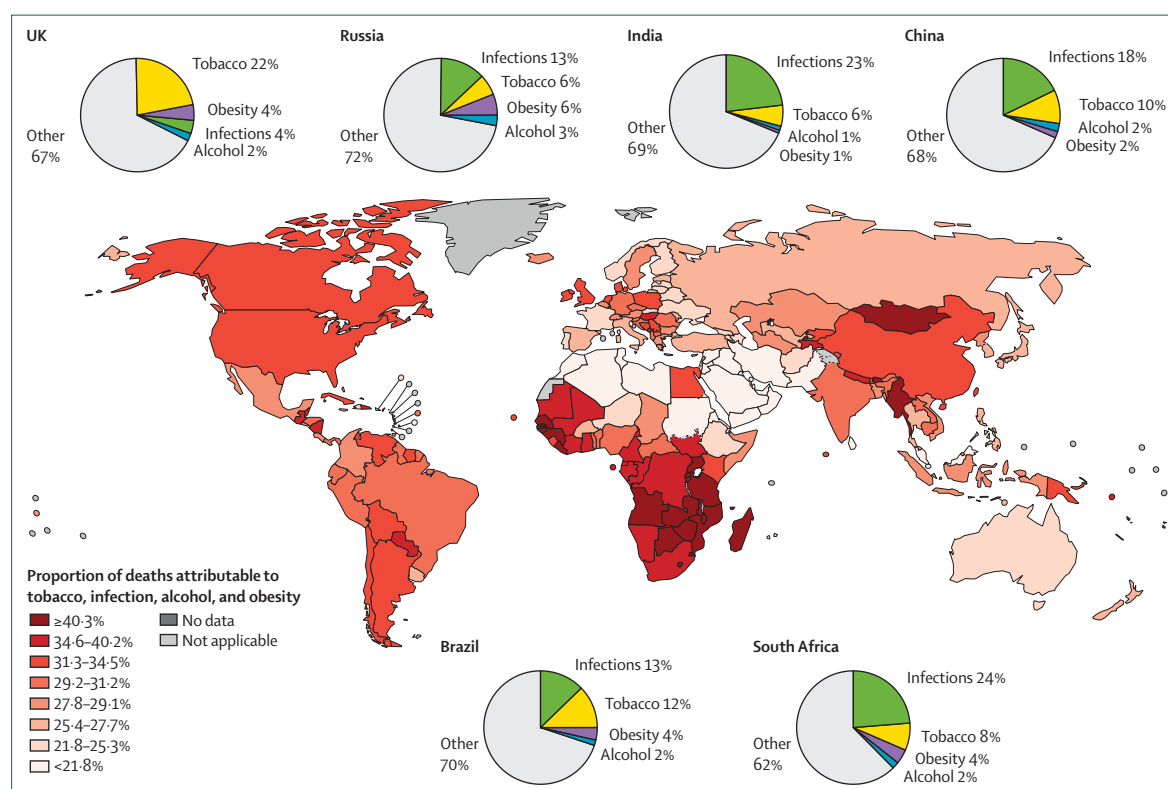 UK
Tobacco 22%
Obesity 4%
Infections 4%
Alcohol 2%
Other
67%
Russia
Infections 13%
Tobacco 6%
Obesity 6%
Alcohol 3%
Other
72%
India
Infections 23%
Tobacco 6%
Alcohol 1%
Obesity 1%
Other
69%
China
Infections 18%
Tobacco 10%
Alcohol 2%
Obesity 2%
Other
68%
Proportion of deaths attributable to
tobacco, infection, alcohol, and obesity
≥40·3%
34·6–40·2%
31·3–34·5%
29·2–31·2%
27·8–29·1%
25·4–27·7%
21·8–25·3%
<21·8%
No data
Not applicable
Brazil
Infections 13%
Tobacco 12%
Obesity 4%
Alcohol 2%
Other
70%
South Africa
Infections 24%
Tobacco 8%
Obesity 4%
Alcohol 2%
Other
62%